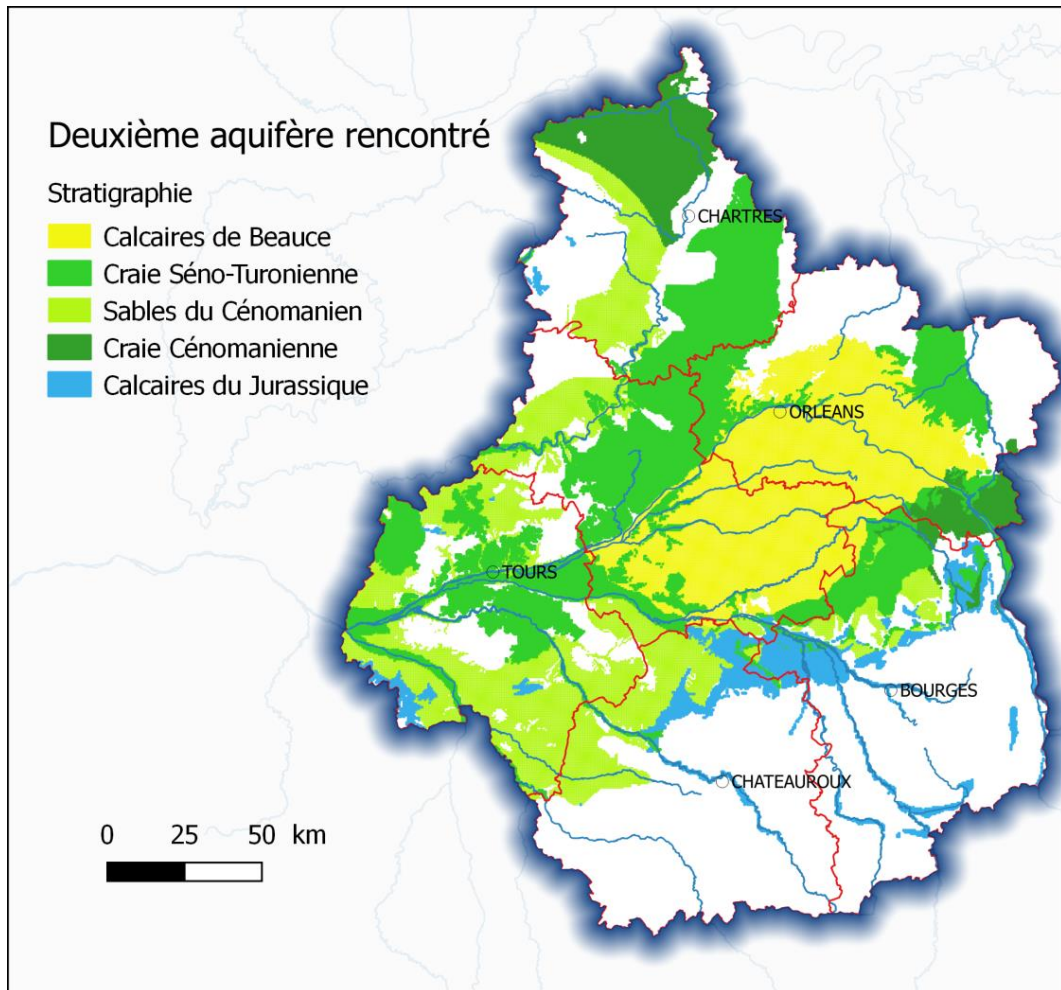 Deuxième aquifère rencontré
Stratigraphie
Calcaires de Beauce
Craie Séno-Turonienne
Sables du Cénomanien
Craie Cénomanienne
Calcaires du Jurassique
CHARTRES
ORLEANS
TOURS
BOURGES
CHATEAUROUX
0 25 50 km